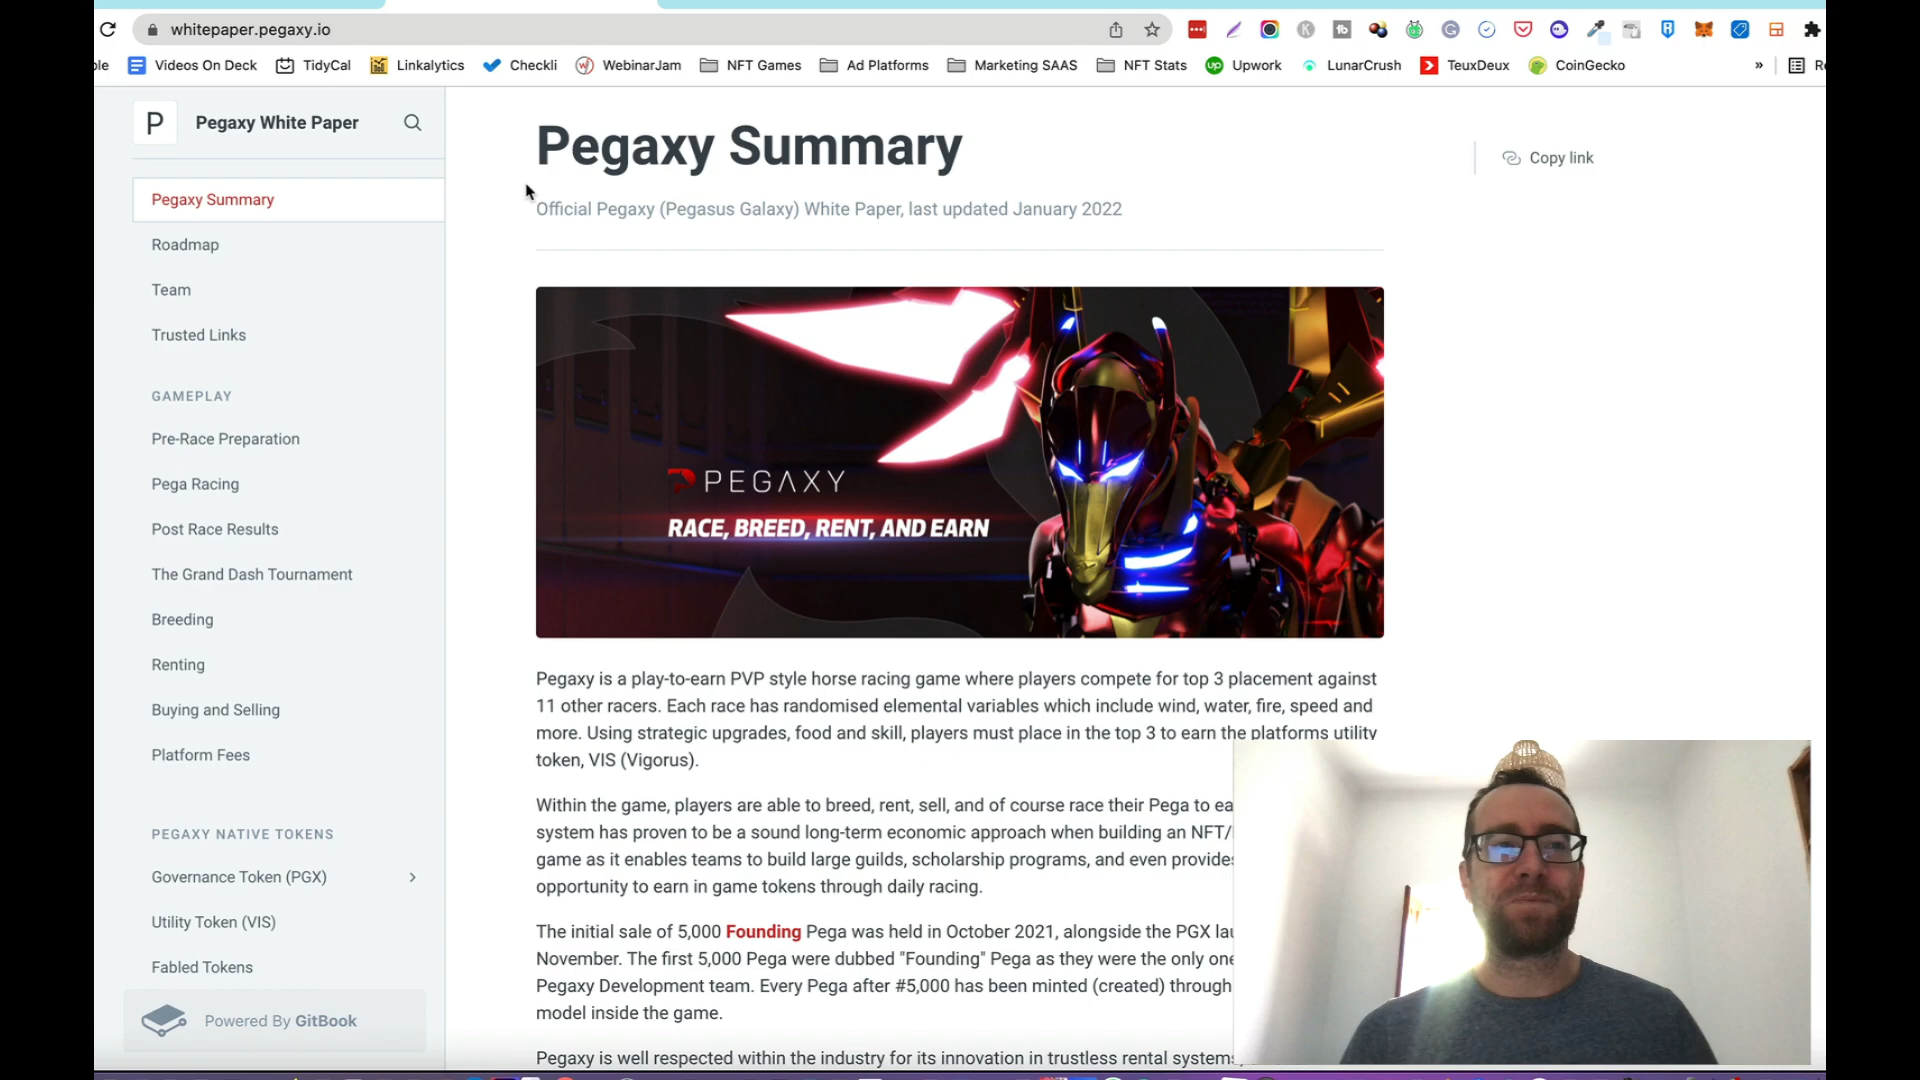 whitepaper.pegaxy.io
ole Videos On Deck TidyCal Linkalytics Checkli WebinarJam NFT Games Ad Platforms Marketing SAAS NFT Stats Upwork LunarCrush TeuxDeux CoinGecko » Re
P Pegaxy White Paper
Pegaxy Summary
Roadmap
Team
Trusted Links
GAMEPLAY
Pre-Race Preparation
Pega Racing
Post Race Results
The Grand Dash Tournament
Breeding
Renting
Buying and Selling
Platform Fees
PEGAXY NATIVE TOKENS
Governance Token (PGX)
Utility Token (VIS)
Fabled Tokens
Powered By GitBook
Pegaxy Summary
Copy link
Official Pegaxy (Pegasus Galaxy) White Paper, last updated January 2022
PEGAXY
RACE, BREED, RENT, AND EARN
Pegaxy is a play-to-earn PVP style horse racing game where players compete for top 3 placement against
11 other racers. Each race has randomised elemental variables which include wind, water, fire, speed and
more. Using strategic upgrades, food and skill, players must place in the top 3 to earn the platforms utility
token, VIS (Vigorus).
Within the game, players are able to breed, rent, sell, and of course race their Pega to ea
system has proven to be a sound long-term economic approach when building an NFT/
game as it enables teams to build large guilds, scholarship programs, and even provides
opportunity to earn in game tokens through daily racing.
The initial sale of 5,000 Founding Pega was held in October 2021, alongside the PGX lau
November. The first 5,000 Pega were dubbed "Founding" Pega as they were the only one
Pegaxy Development team. Every Pega after #5,000 has been minted (created) through
model inside the game.
Pegaxy is well respected within the industry for its innovation in trustless rental systems